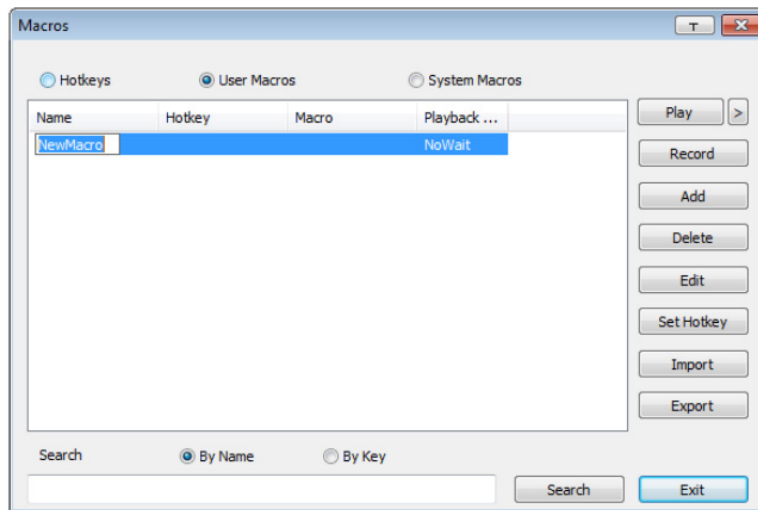 Macros
Hotkeys User Macros System Macros
Name Hotkey Macro Playback ... Play >
NewMacro NoWait
Record
Add
Delete
Edit
Set Hotkey
Import
Export
Search By Name By Key
Search Exit